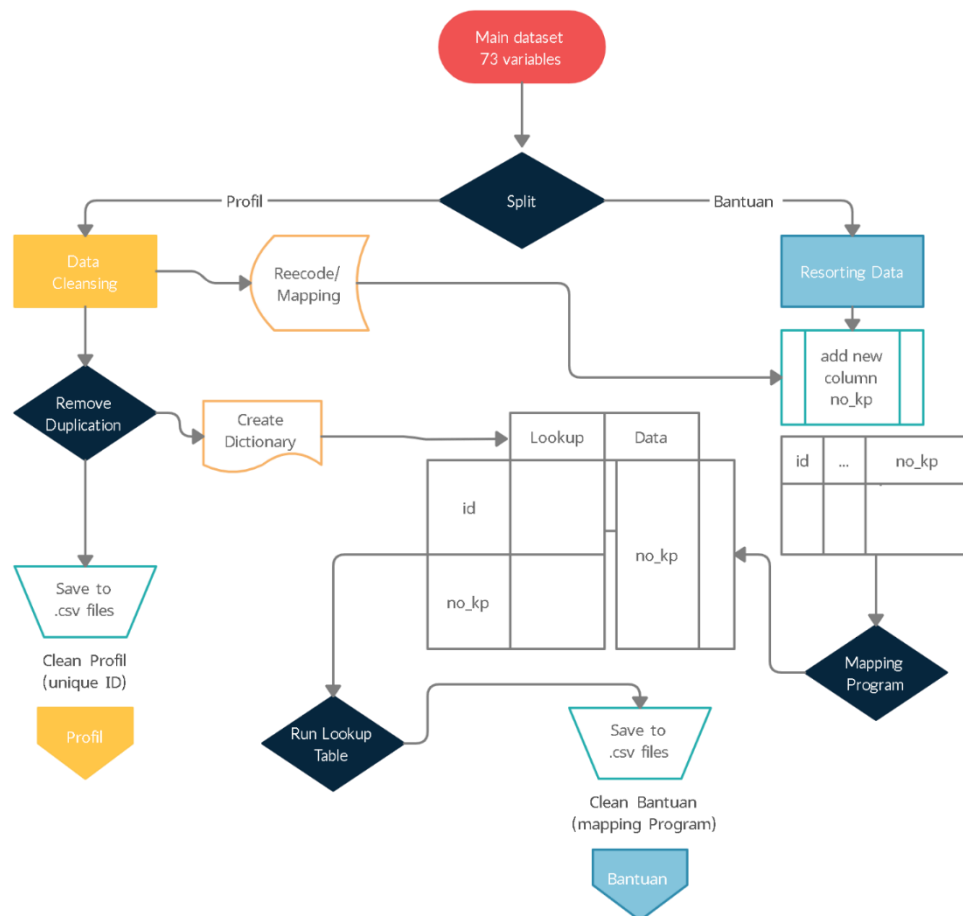 Main dataset
73 variables
Split
Profil
Bantuan
Data
Cleansing
Reecode/
Mapping
Resorting Data
add new
column
no_kp
Remove
Duplication
Create
Dictionary
Lookup
Data
id
...
no_kp
id
no_kp
no_kp
Save to
.csv files
Clean Profil
(unique ID)
Profil
Mapping
Program
Run Lookup
Table
Save to
.csv files
Clean Bantuan
(mapping Program)
Bantuan